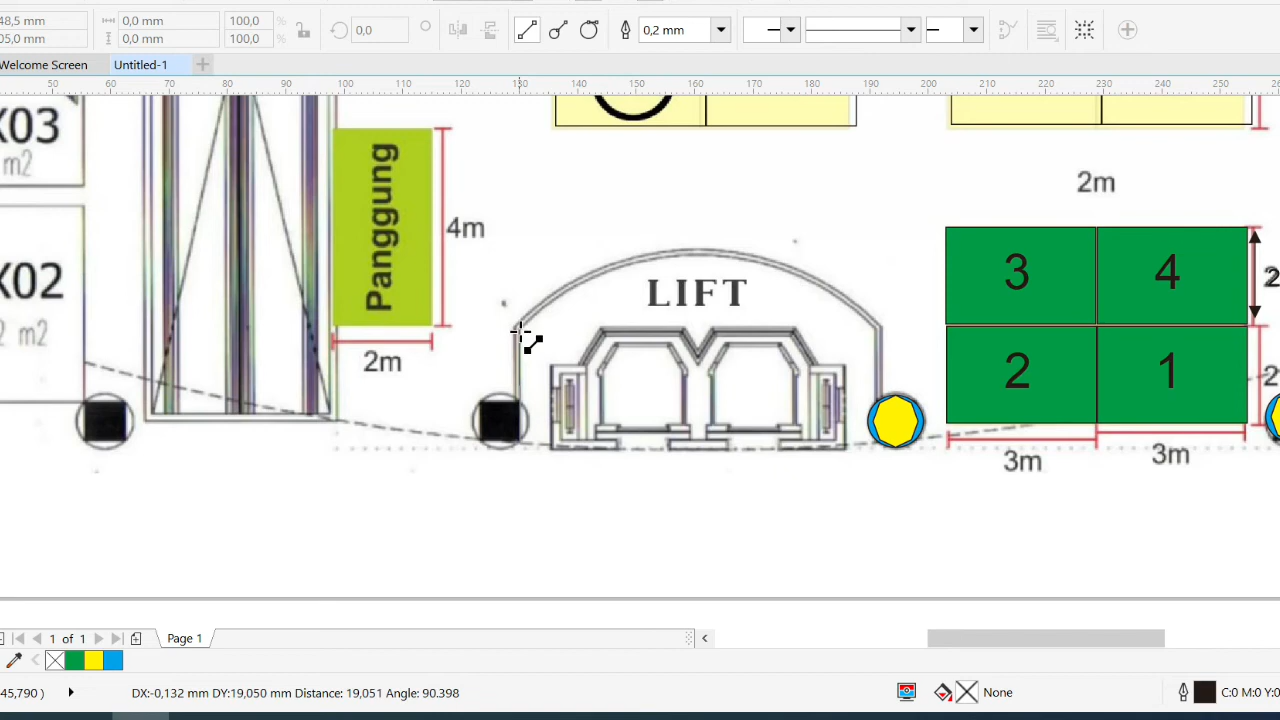 48,5 mm 0,0 mm 100,0 % 0,0 0,2 mm
05,0 mm 0,0 mm 100,0 %
Welcome Screen Untitled-1
50 60 70 80 90 100 110 120 130 140 150 160 170 180 190 200 210 220 230 240 250
X03
m2
Panggung
4m
2m
X02
2 m2
2m
LIFT
3 4
2 1
2
2
3m 3m
1 of 1 Page 1
45,790 ) DX:-0,132 mm DY:19,050 mm Distance: 19,051 Angle: 90.398 None C:0 M:0 Y:0